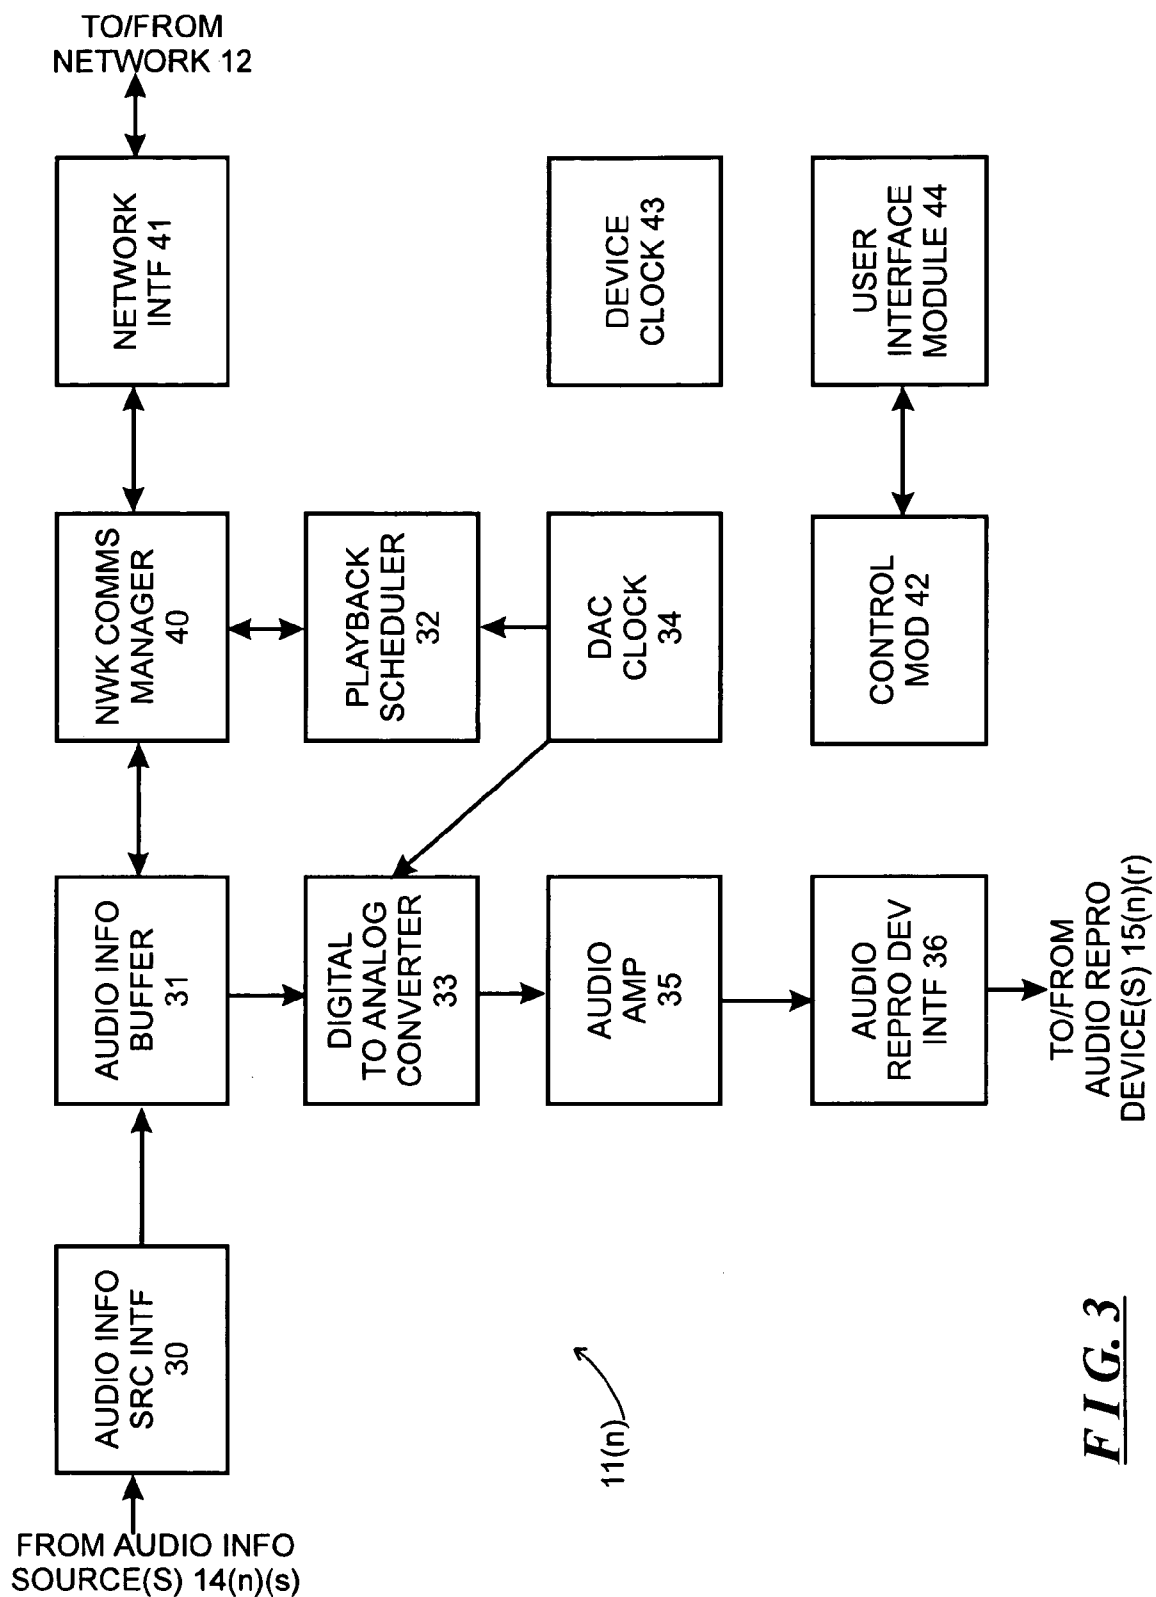 TO/FROM
NETWORK 12
NETWORK
INTF 41
DEVICE
CLOCK 43
USER
INTERFACE
MODULE 44
NWK COMMS
MANAGER
40
PLAYBACK
SCHEDULER
32
DAC
CLOCK
34
CONTROL
MOD 42
AUDIO INFO
BUFFER
31
DIGITAL
TO ANALOG
CONVERTER
33
AUDIO
AMP
35
AUDIO
REPRO DEV
INTF 36
TO/FROM
AUDIO REPRO
DEVICE(S) 15(n)(r)
AUDIO INFO
SRC INTF
30
FROM AUDIO INFO
SOURCE(S) 14(n)(s)
11(n)
FIG. 3